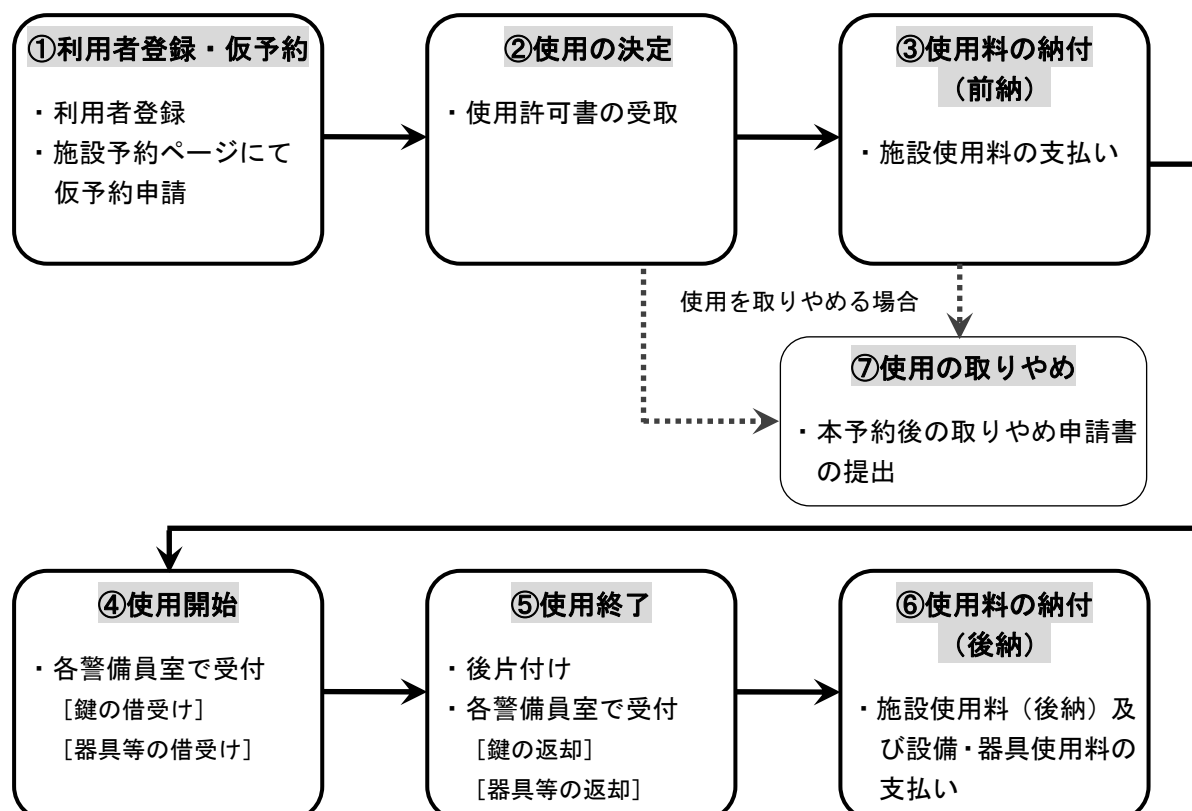 ①利用者登録・仮予約
・利用者登録
・施設予約ページにて
仮予約申請
②使用の決定
・使用許可書の受取
③使用料の納付
（前納）
・施設使用料の支払い
使用を取りやめる場合
⑦使用の取りやめ
・本予約後の取りやめ申請書
の提出
④使用開始
・各警備員室で受付
［鍵の借受け］
［器具等の借受け］
⑤使用終了
・後片付け
・各警備員室で受付
［鍵の返却］
［器具等の返却］
⑥使用料の納付
（後納）
・施設使用料（後納）及
び設備・器具使用料の
支払い